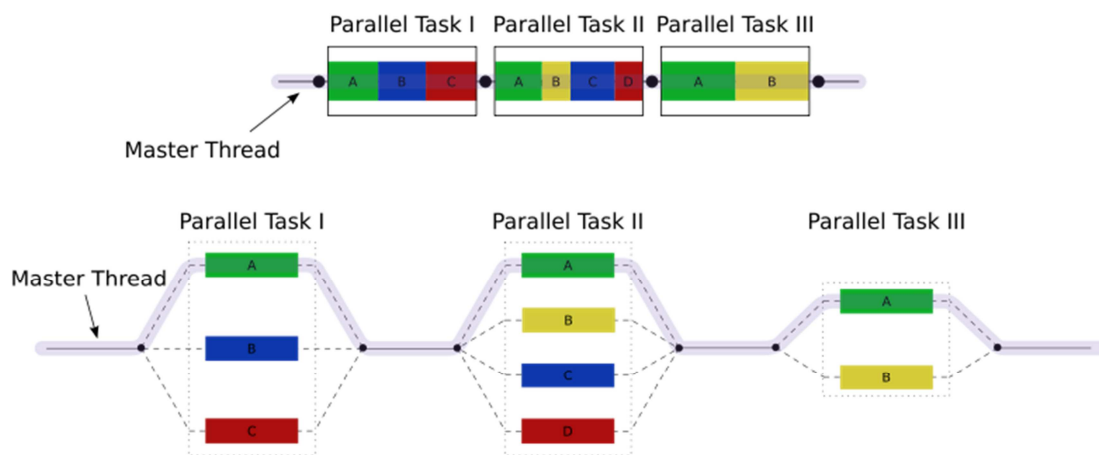 Parallel Task I
Parallel Task II
Parallel Task III
A
B
C
A
B
C
D
A
B
Master Thread
Parallel Task I
Parallel Task II
Parallel Task III
Master Thread
A
B
C
A
B
C
D
A
B